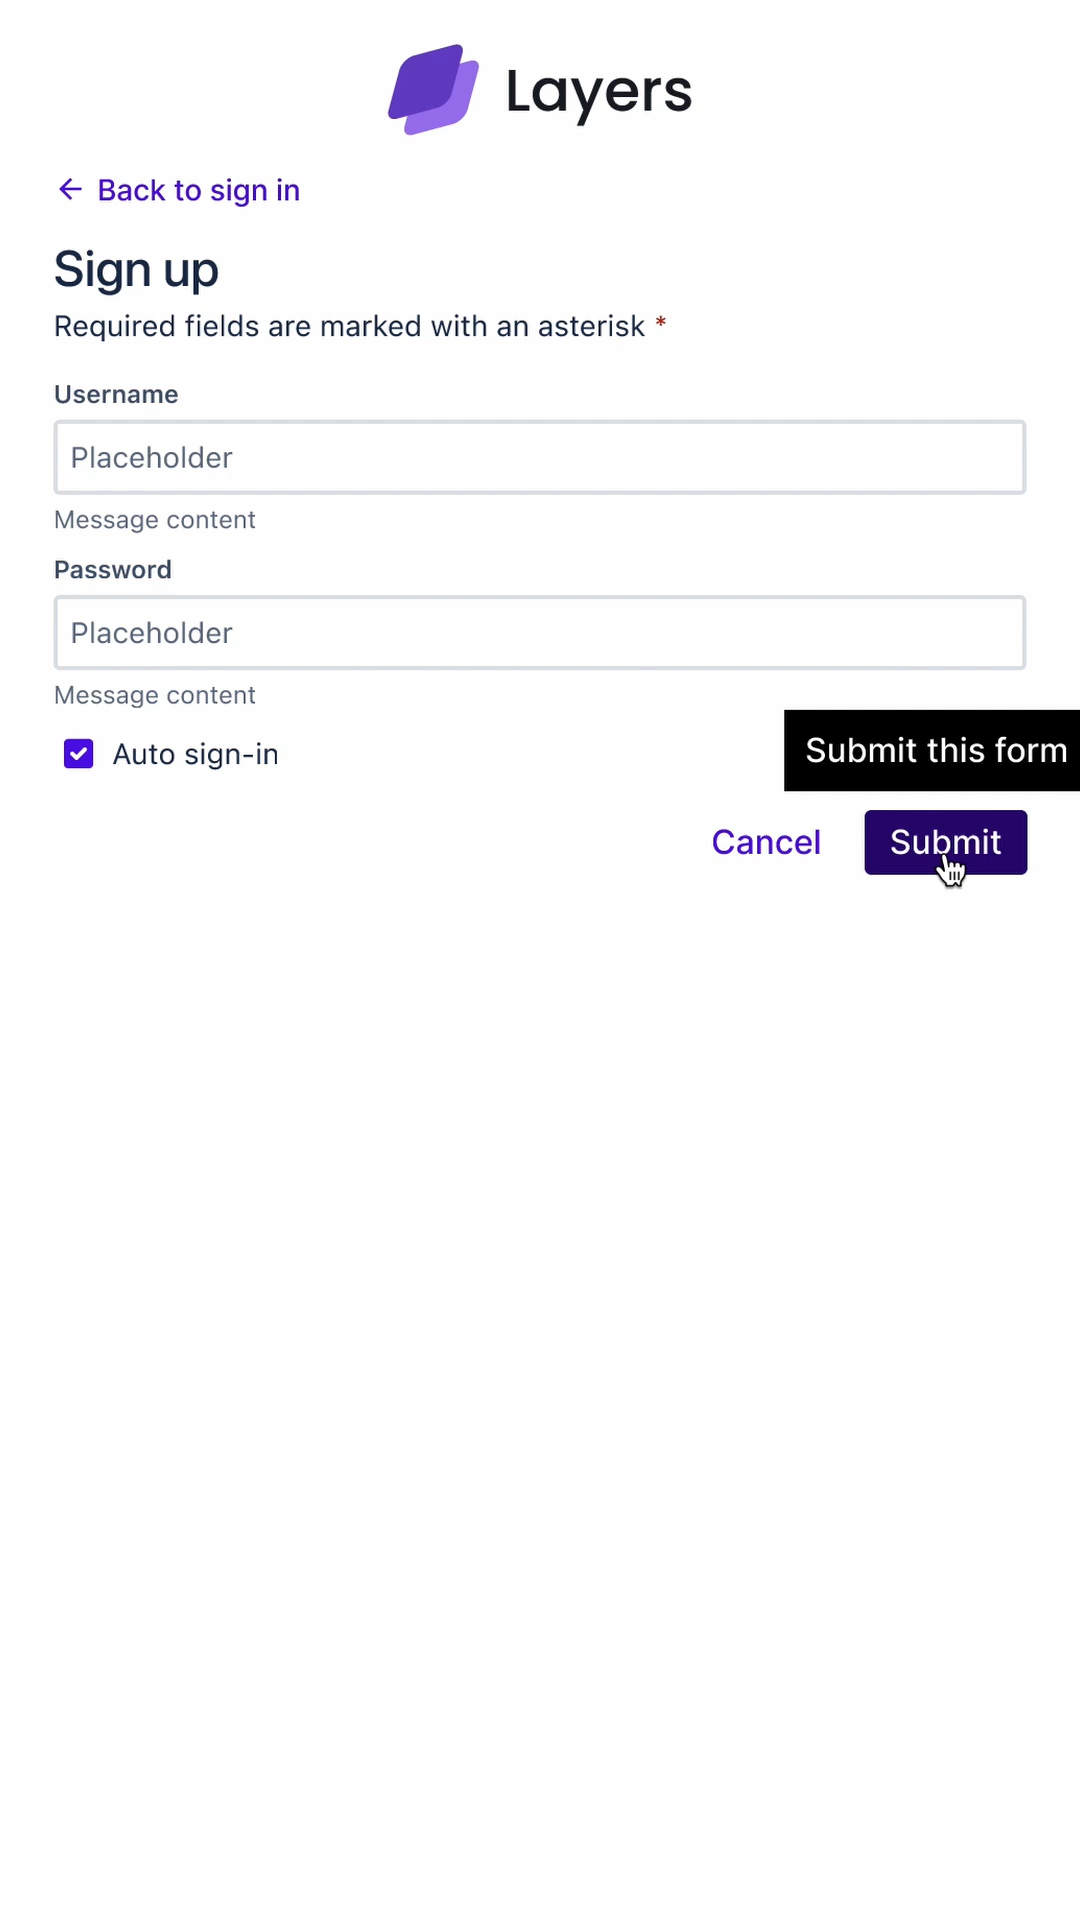 Layers
← Back to sign in
Sign up
Required fields are marked with an asterisk *
Username
Placeholder
Message content
Password
Placeholder
Message content
Auto sign-in
Submit this form
Cancel
Submit